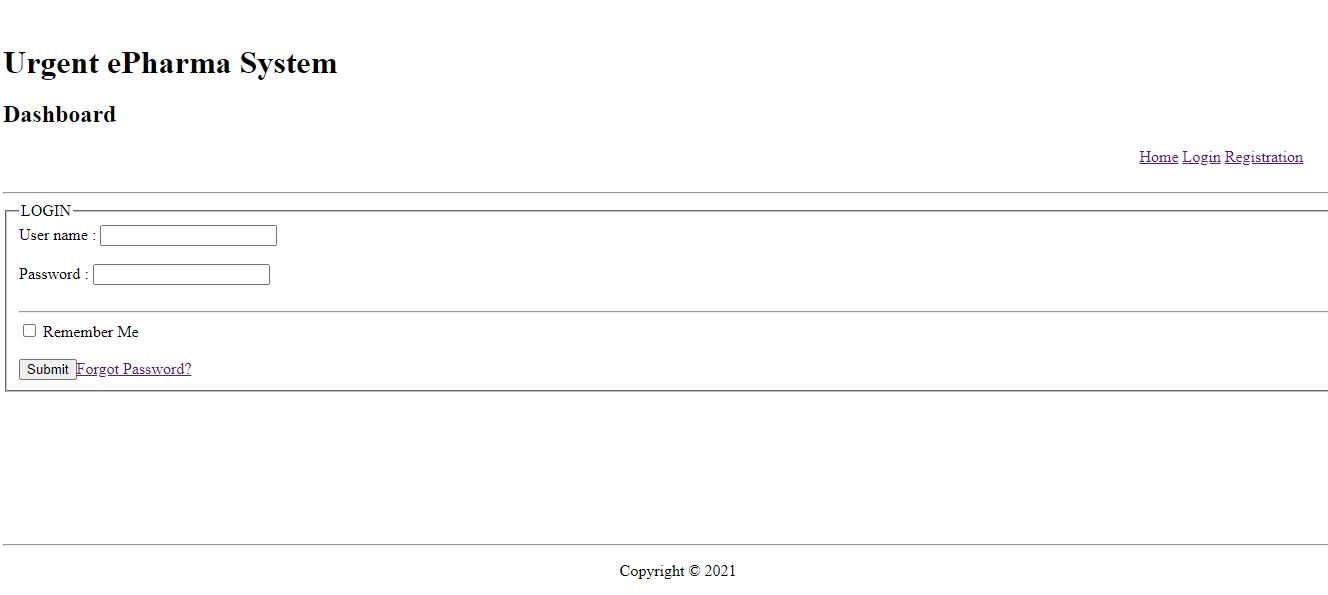 Urgent ePharma System
Dashboard
Home Login Registration
LOGIN
User name :
Password :
Remember Me
Submit Forgot Password?
Copyright © 2021